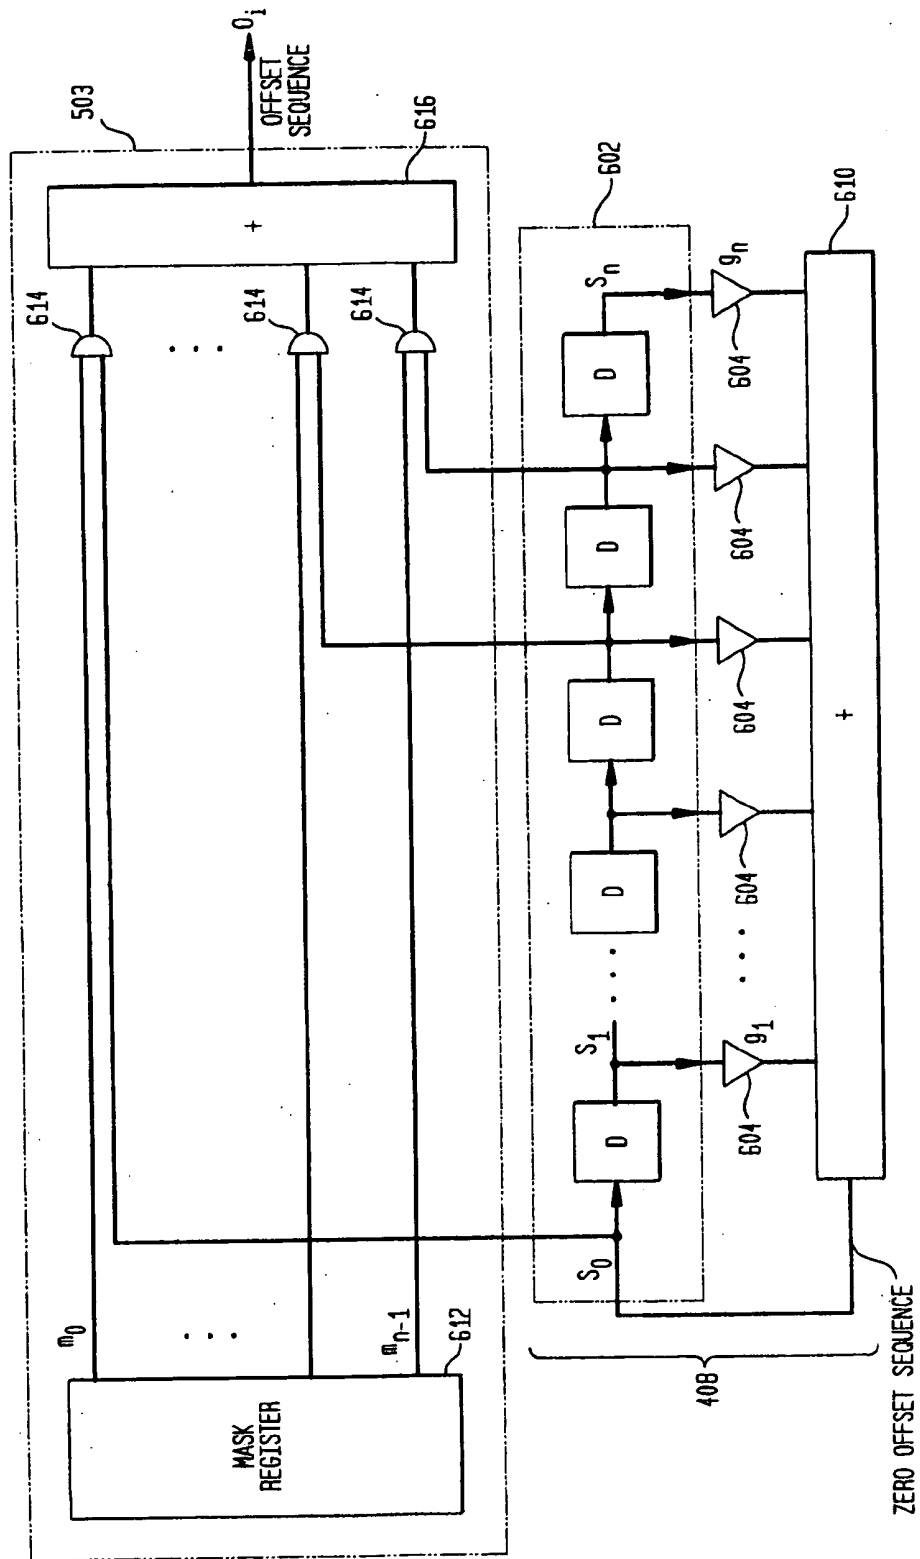 503
OFFSET
SEQUENCE
O_i
614
614
614
+
616
m_0
. . .
. . .
m_{n-1}
MASK
REGISTER
612
602
S_0
D
S_1
. . . .
D
D
D
D
S_n
604
g_1
. . .
604
604
604
604
g_n
+
610
408
ZERO OFFSET SEQUENCE